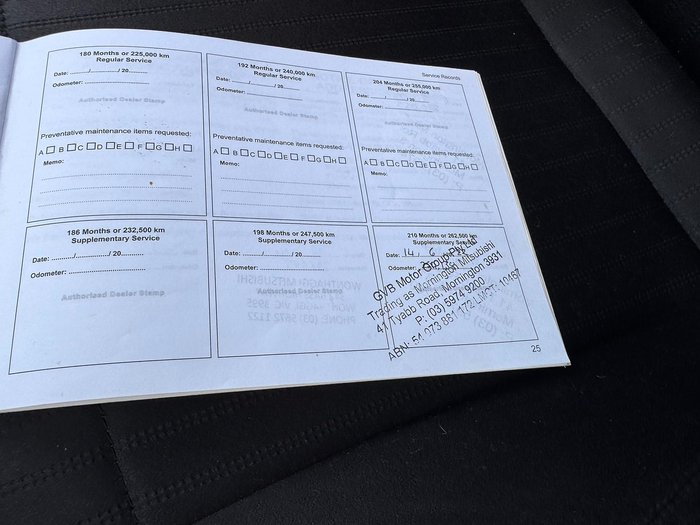 Service Records
180 Months or 225,000 km
Regular Service
Date: ......./............/ 20..........
Odometer: ................................
Authorised Dealer Stamp
Preventative maintenance items requested:
A □ B □ C □ D □ E □ F □ G □ H □
Memo:
192 Months or 240,000 km
Regular Service
Date: ......./............/ 20..........
Odometer: ................................
Authorised Dealer Stamp
Preventative maintenance items requested:
A □ B □ C □ D □ E □ F □ G □ H □
Memo:
204 Months or 255,000 km
Regular Service
Date: ......./............/ 20..........
Odometer: ................................
Authorised Dealer Stamp
Preventative maintenance items requested:
A □ B □ C □ D □ E □ F □ G □ H □
Memo:
186 Months or 232,500 km
Supplementary Service
Date: ........../............/ 20..........
Odometer: ................................
Authorised Dealer Stamp
198 Months or 247,500 km
Supplementary Service
Date: ........../............/ 20..........
Odometer: ................................
Authorised Dealer Stamp
210 Months or 262,500 km
Supplementary Service
Date: 14 6
Odometer:
GVB Motor Group Pty Ltd
Trading as Mornington Mitsubishi
41 Tyabb Road, Mornington 3931
P: (03) 5974 9200
ABN: 54 073 881 172 LMCT: 10467
25